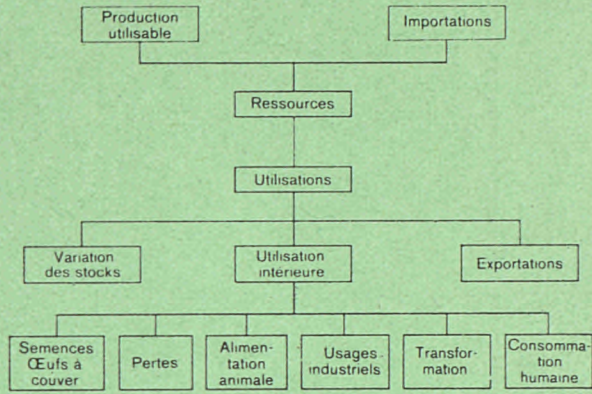 Production
utilisable
Importations
Ressources
Utilisations
Variation
des stocks
Utilisation
intérieure
Exportations
Semences
Œufs à
couver
Pertes
Alimen-
tation
animale
Usages
industriels
Transfor-
mation
Consomma-
tion
humaine